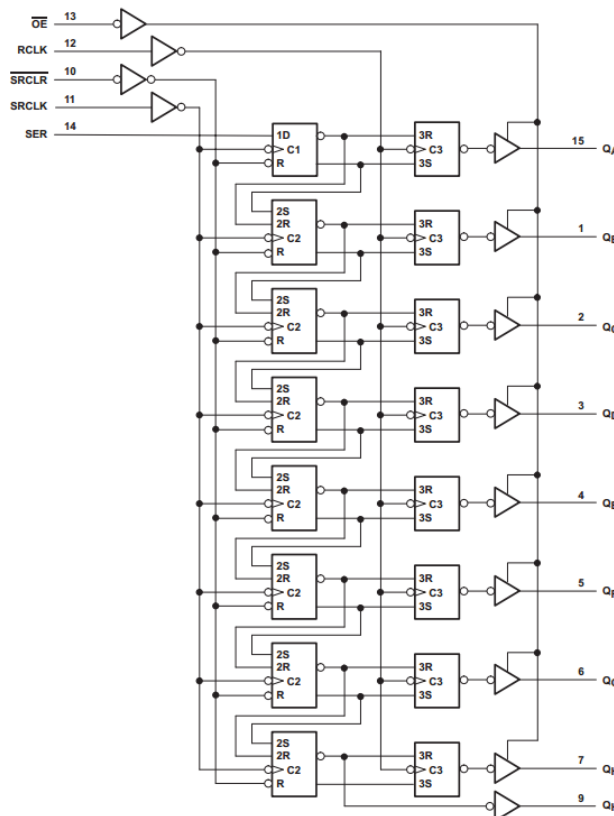 OE 13
RCLK 12
SRCLR 10
SRCLK 11
SER 14
1D 3R
15
C1 C3 QA
R 3S
2S
2R 3R
1
C2 C3 Q
R 3S
2S
2R 3R
2
C2 C3 Q
R 3S
2S
2R 3R
3
C2 C3 Q
R 3S
2S
2R 3R
4
C2 C3 Q
R 3S
2S
2R 3R
5
C2 C3 Q
R 3S
2S
2R 3R
6
C2 C3 Q
R 3S
2S
2R 3R
7
C2 C3 Q
R 3S
9
Q